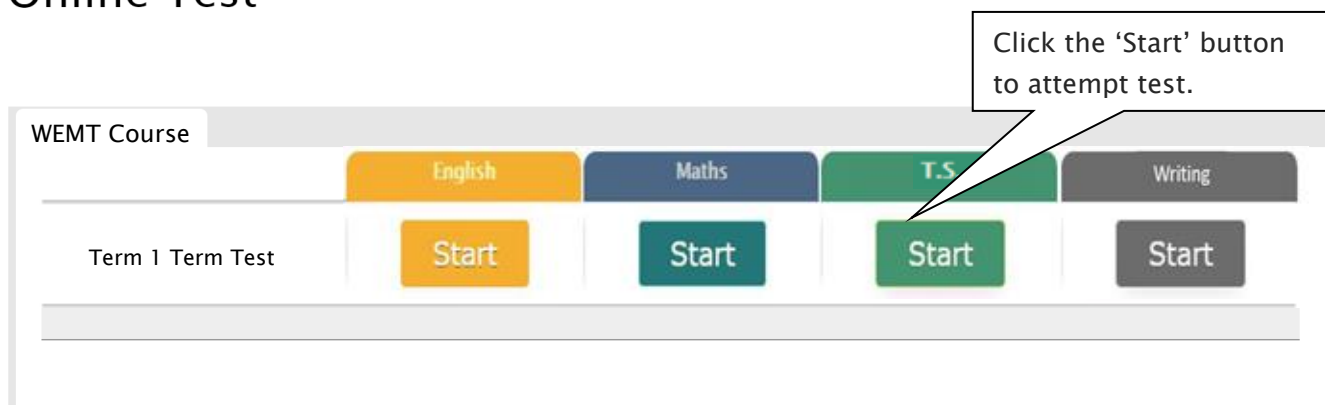 Online Test
Click the ‘Start’ button
to attempt test.
WEMT Course
English Maths T.S. Writing
Term 1 Term Test Start Start Start Start